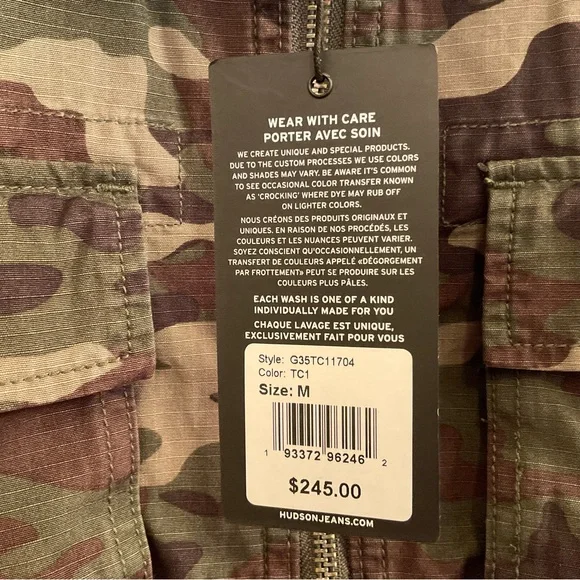 WEAR WITH CARE
PORTER AVEC SOIN
WE CREATE UNIQUE AND SPECIAL PRODUCTS.
DUE TO THE CUSTOM PROCESSES WE USE COLORS
AND SHADES MAY VARY. BE AWARE IT'S COMMON
TO SEE OCCASIONAL COLOR TRANSFER KNOWN
AS 'CROCKING' WHERE DYE MAY RUB OFF
ON LIGHTER COLORS.
NOUS CRÉONS DES PRODUITS ORIGINAUX ET
UNIQUES. EN RAISON DE NOS PROCÉDÉS, LES
COULEURS ET LES NUANCES PEUVENT VARIER.
SOYEZ CONSCIENT QU'OCCASIONNELLEMENT, UN
TRANSFERT DE COULEURS APPELÉ «DÉGORGEMENT
PAR FROTTEMENT» PEUT SE PRODUIRE SUR LES
COULEURS PLUS PÂLES.
EACH WASH IS ONE OF A KIND
INDIVIDUALLY MADE FOR YOU
CHAQUE LAVAGE EST UNIQUE,
EXCLUSIVEMENT FAIT POUR VOUS
Style: G35TC11704
Color: TC1
Size: M
1 93372 96246 2
$245.00
HUDSONJEANS.COM